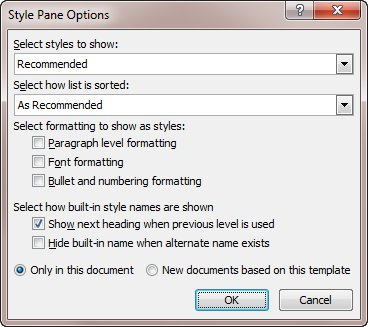 Style Pane Options
Select styles to show:
Recommended
Select how list is sorted:
As Recommended
Select formatting to show as styles:
Paragraph level formatting
Font formatting
Bullet and numbering formatting
Select how built-in style names are shown
Show next heading when previous level is used
Hide built-in name when alternate name exists
Only in this document New documents based on this template
OK Cancel